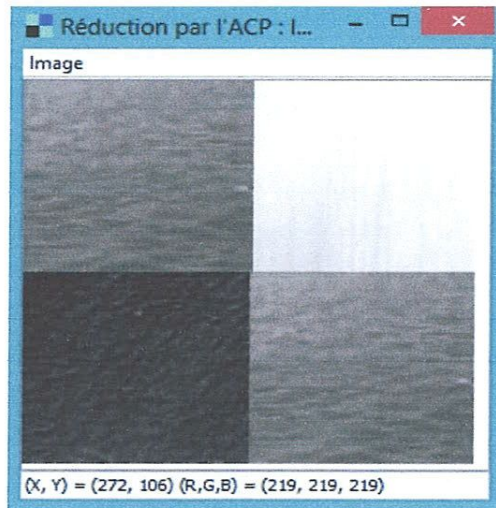 Réduction par l'ACP : I...
Image
(X, Y) = (272, 106) (R,G,B) = (219, 219, 219)